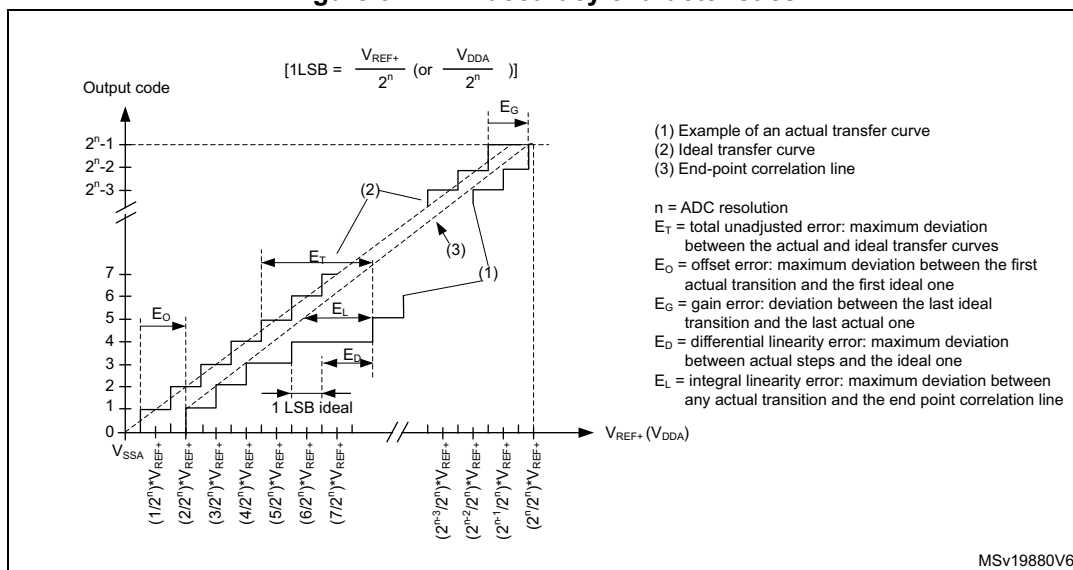 [1LSB = V_REF+ / 2^n (or V_DDA / 2^n )]
Output code
E_G
2^n-1
2^n-2
2^n-3
7
6
5
4
3
2
1
0
(2)
(3)
(1)
E_T
E_O
E_L
E_D
1 LSB ideal
V_SSA
(1/2^n)*V_REF+
(2/2^n)*V_REF+
(3/2^n)*V_REF+
(4/2^n)*V_REF+
(5/2^n)*V_REF+
(6/2^n)*V_REF+
(7/2^n)*V_REF+
(2^n-3/2^n)*V_REF+
(2^n-2/2^n)*V_REF+
(2^n-1/2^n)*V_REF+
(2^n/2^n)*V_REF+
V_REF+ (V_DDA)
(1) Example of an actual transfer curve
(2) Ideal transfer curve
(3) End-point correlation line
n = ADC resolution
E_T = total unadjusted error: maximum deviation
between the actual and ideal transfer curves
E_O = offset error: maximum deviation between the first
actual transition and the first ideal one
E_G = gain error: deviation between the last ideal
transition and the last actual one
E_D = differential linearity error: maximum deviation
between actual steps and the ideal one
E_L = integral linearity error: maximum deviation between
any actual transition and the end point correlation line
MSv19880V6